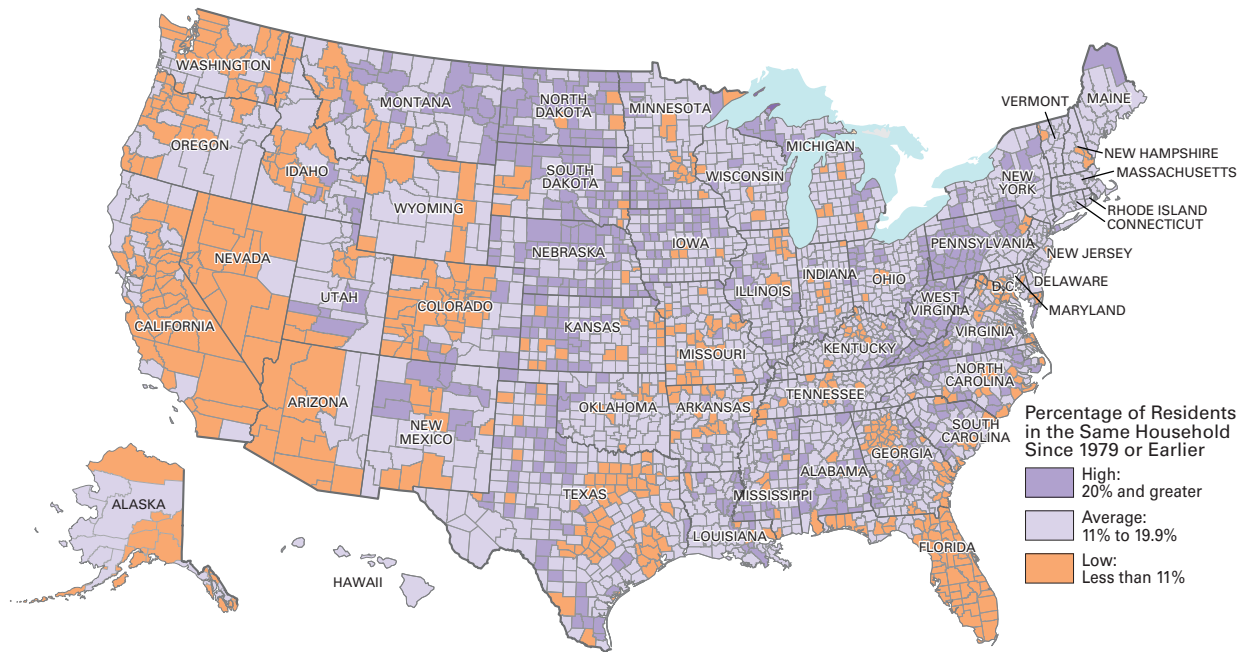 WASHINGTON
OREGON
CALIFORNIA
NEVADA
IDAHO
MONTANA
WYOMING
UTAH
COLORADO
ARIZONA
NEW
MEXICO
NORTH
DAKOTA
SOUTH
DAKOTA
NEBRASKA
KANSAS
OKLAHOMA
TEXAS
MINNESOTA
IOWA
MISSOURI
ARKANSAS
LOUISIANA
WISCONSIN
ILLINOIS
MICHIGAN
INDIANA
OHIO
KENTUCKY
TENNESSEE
MISSISSIPPI
ALABAMA
GEORGIA
FLORIDA
SOUTH
CAROLINA
NORTH
CAROLINA
VIRGINIA
WEST
VIRGINIA
PENNSYLVANIA
NEW
YORK
VERMONT
MAINE
NEW HAMPSHIRE
MASSACHUSETTS
RHODE ISLAND
CONNECTICUT
NEW JERSEY
DELAWARE
D.C.
MARYLAND
ALASKA
HAWAII
Percentage of Residents
in the Same Household
Since 1979 or Earlier
High:
20% and greater
Average:
11% to 19.9%
Low:
Less than 11%